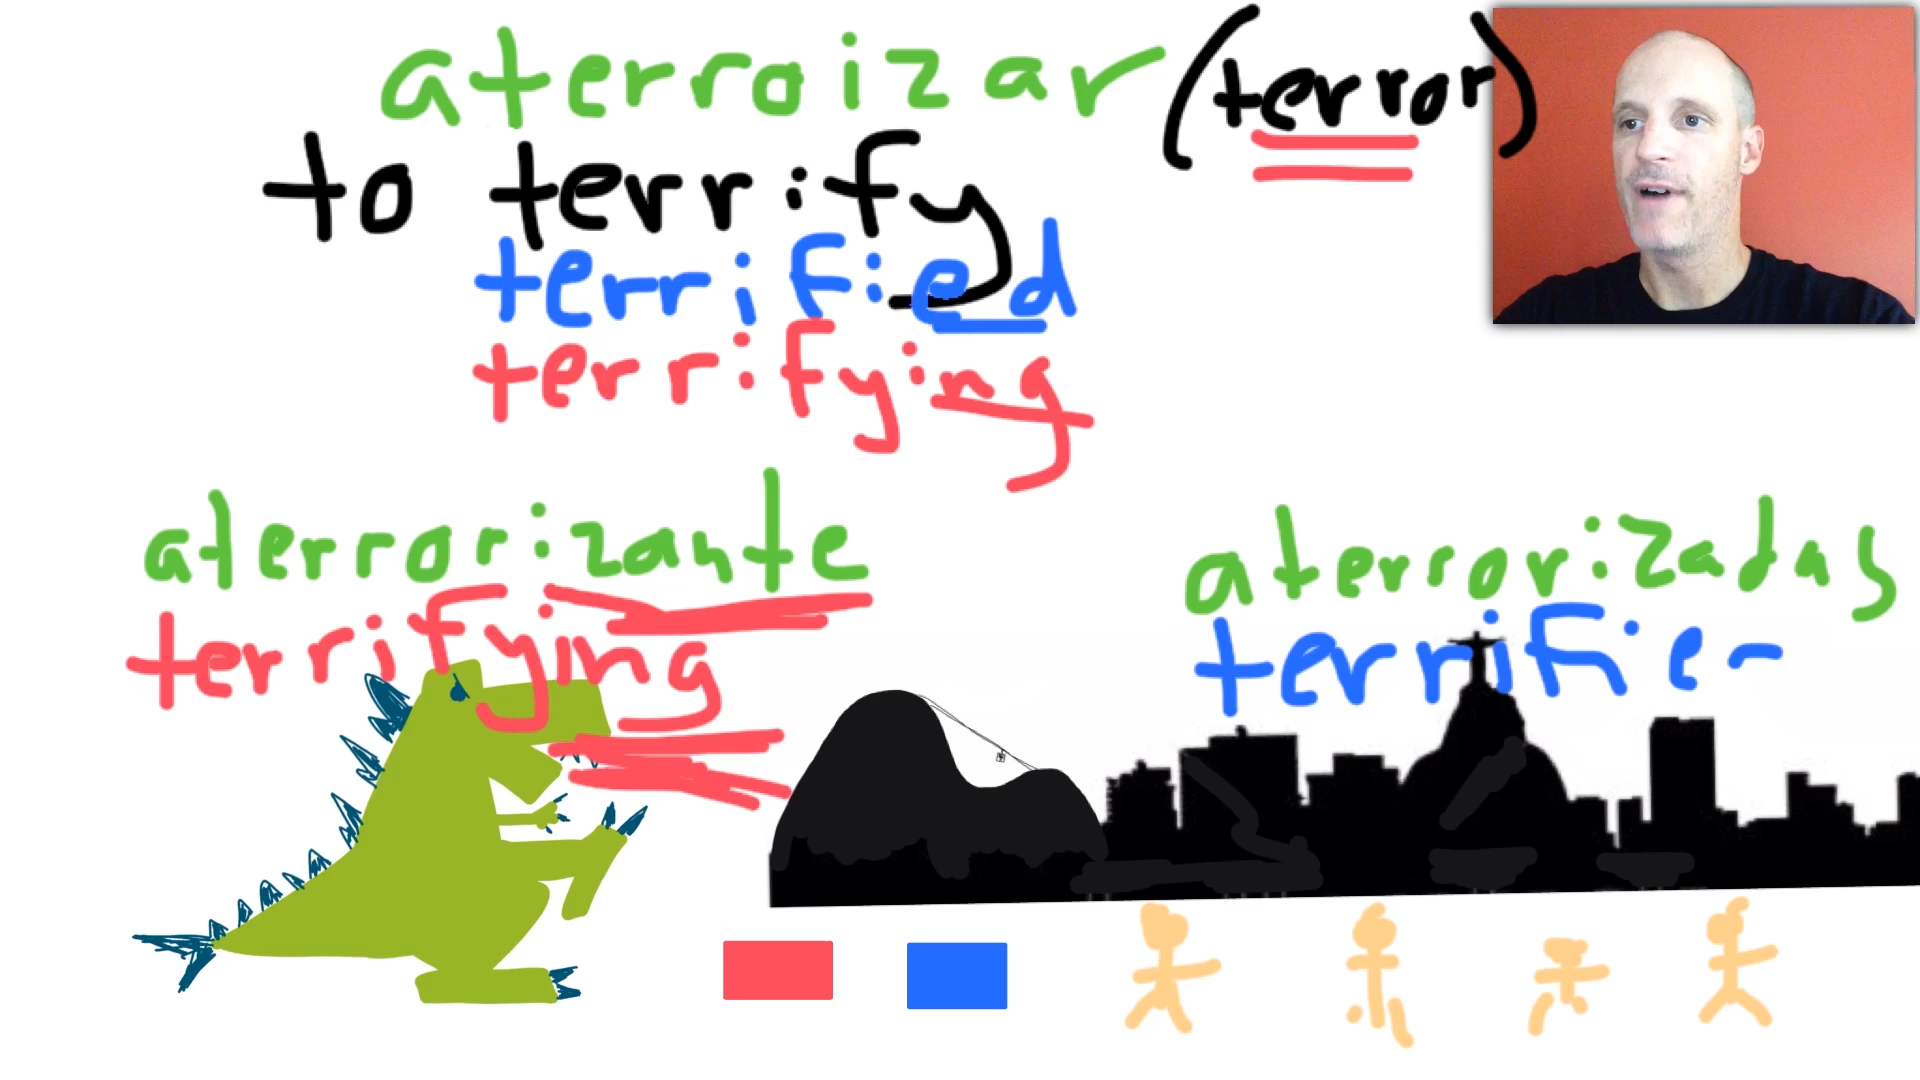 aterroizar (terror)
to terrify
terrified
terrifying
aterrorizante
terrifying
aterrorizadas
terrifie